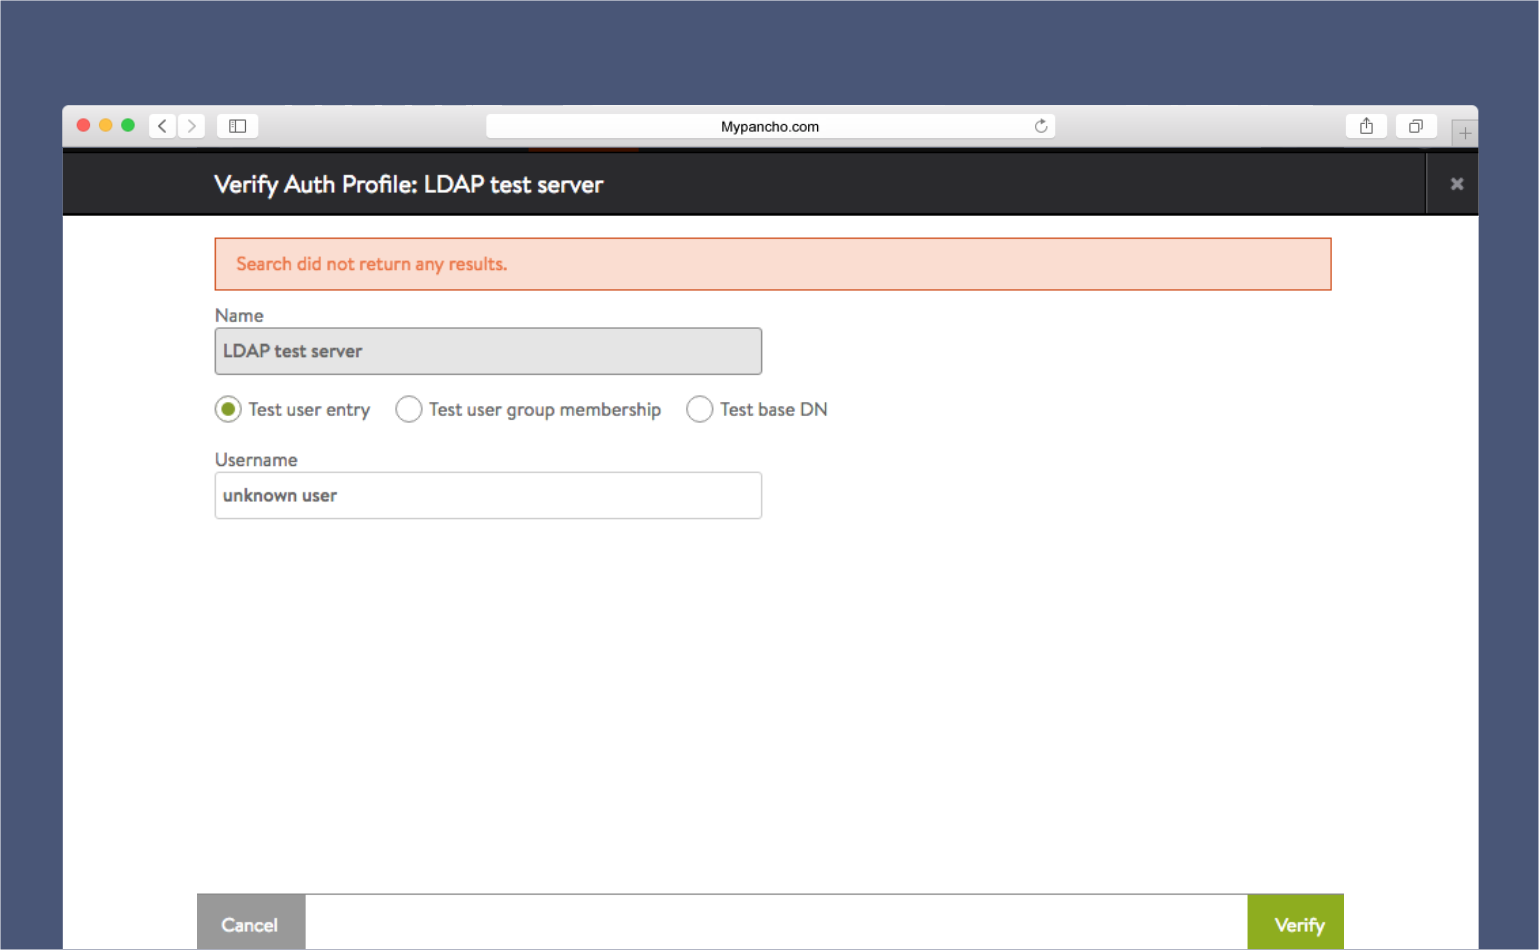 Mypancho.com
Verify Auth Profile: LDAP test server
Search did not return any results.
Name
LDAP test server
Test user entry Test user group membership Test base DN
Username
unknown user
Cancel Verify